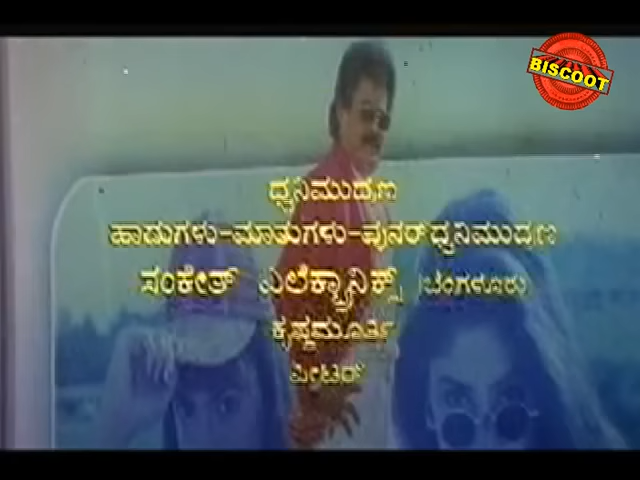 BISCOOT
ಧ್ವನಿಮುದ್ರಣ
ಹಾಡುಗಳು-ಮಾತುಗಳು-ಪುನರ್ ಧ್ವನಿಮುದ್ರಣ
ಸಂಕೇತ್ ಎಲೆಕ್ಟ್ರಾನಿಕ್ಸ್ (ಬೆಂಗಳೂರು)
ಕೃಷ್ಣಮೂರ್ತಿ
ಪೀಟರ್